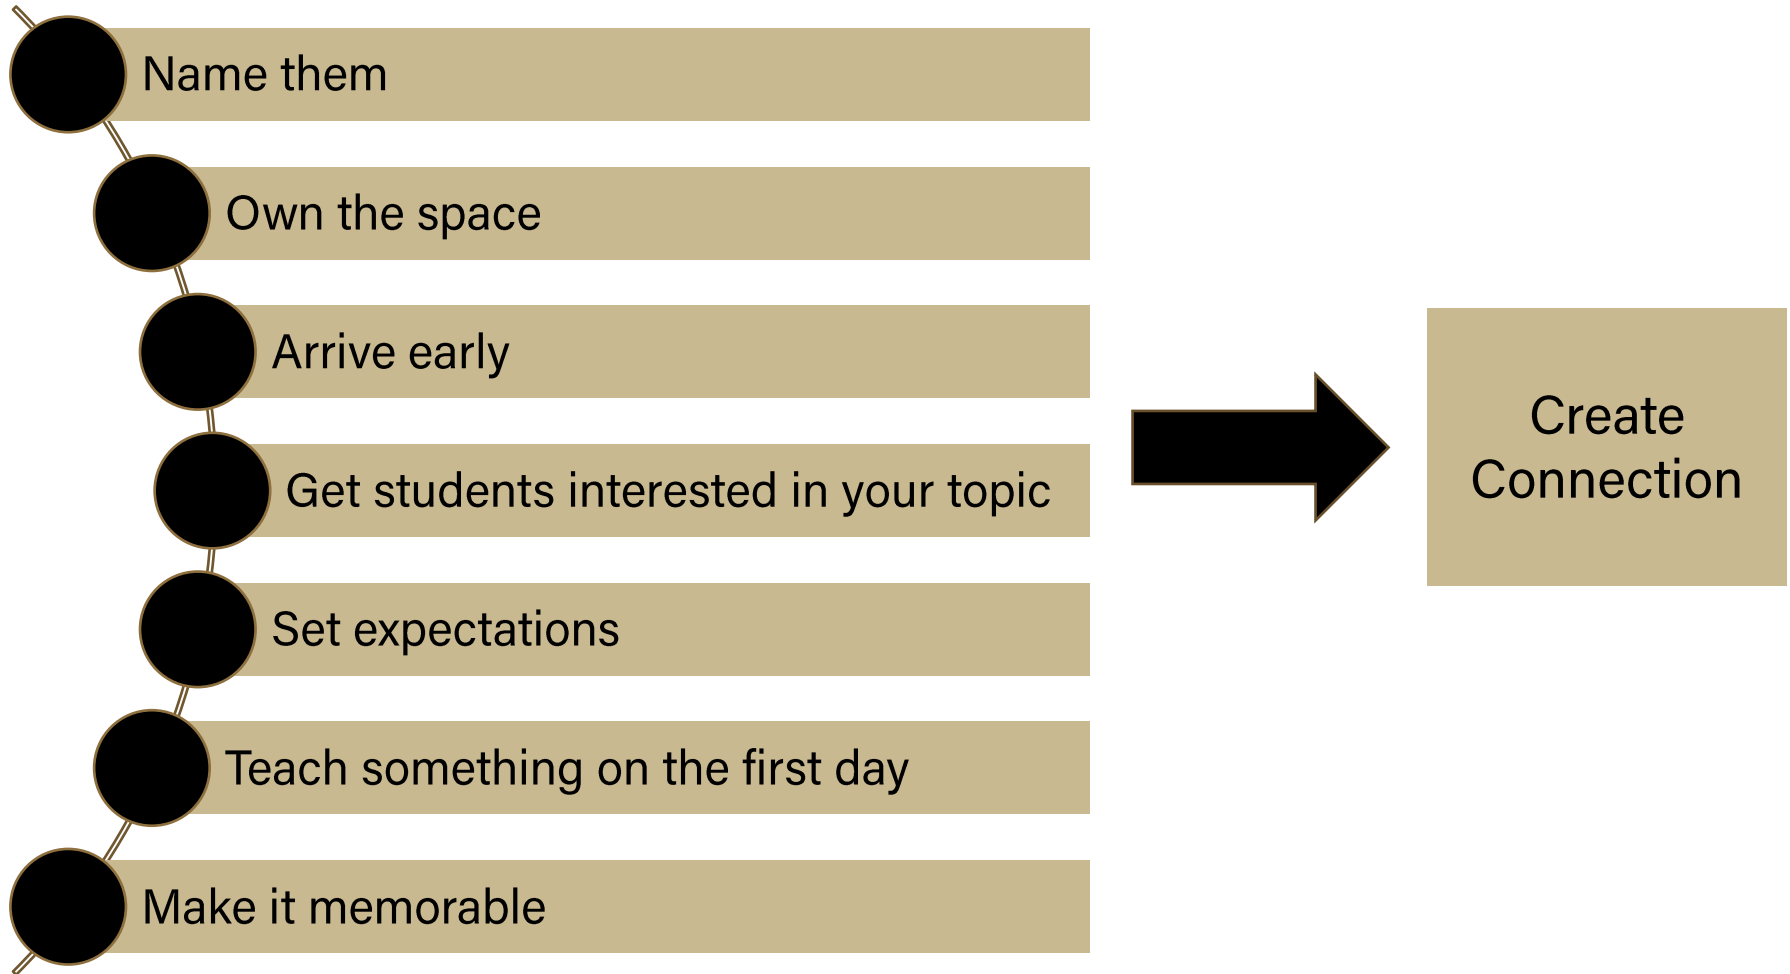 Name them
Own the space
Arrive early
Get students interested in your topic
Set expectations
Teach something on the first day
Make it memorable
Create
Connection